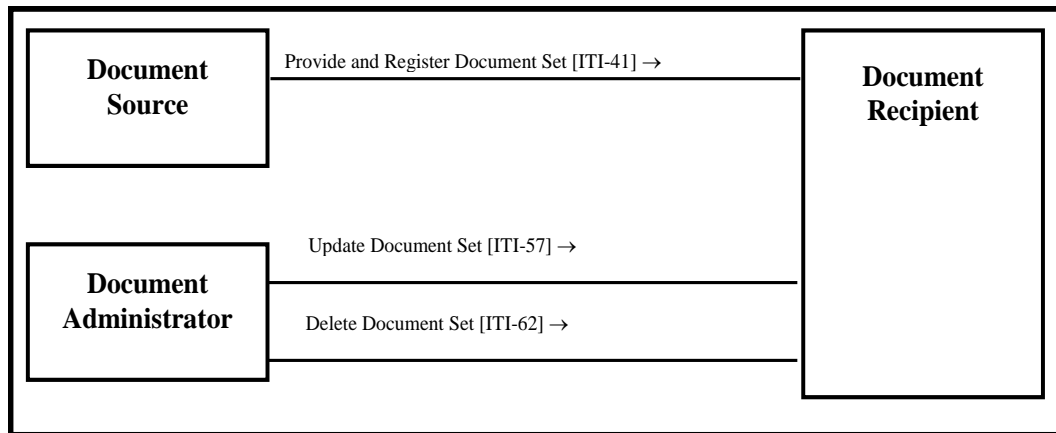 Document
Source
Provide and Register Document Set [ITI-41] →
Document
Recipient
Update Document Set [ITI-57] →
Document
Administrator
Delete Document Set [ITI-62] →